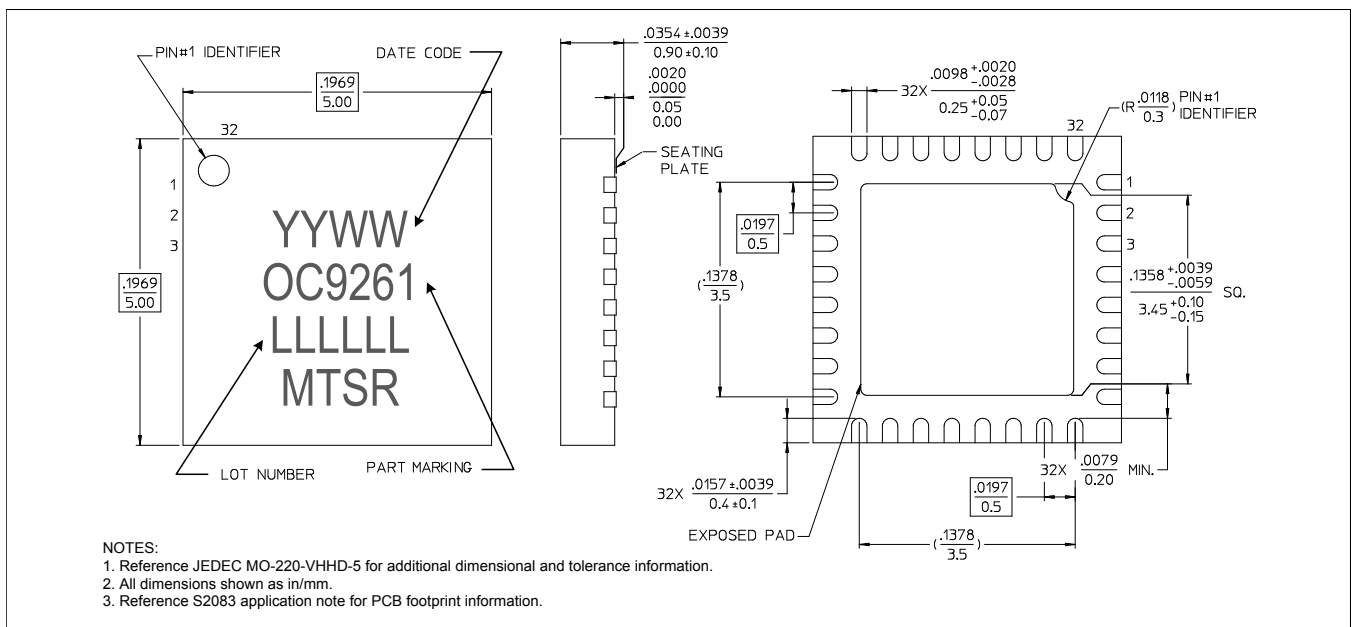 PIN#1 IDENTIFIER
DATE CODE
.1969
5.00
32
1
2
3
.1969
5.00
YYWW
OC9261
LLLLLL
MTSR
LOT NUMBER
PART MARKING
.0354±.0039
0.90±0.10
.0020
.0000
0.05
0.00
SEATING
PLATE
32X .0098 +.0020 -.0028
0.25 +0.05 -0.07
32
(R .0118 / 0.3) PIN#1
IDENTIFIER
1
2
3
.0197
0.5
(.1378 / 3.5)
.1358 +.0039 -.0059
3.45 +0.10 -0.15
SQ.
32X .0157±.0039
0.4±0.1
EXPOSED PAD
(.1378 / 3.5)
.0197
0.5
32X .0079 MIN.
0.20
NOTES:
1. Reference JEDEC MO-220-VHHD-5 for additional dimensional and tolerance information.
2. All dimensions shown as in/mm.
3. Reference S2083 application note for PCB footprint information.